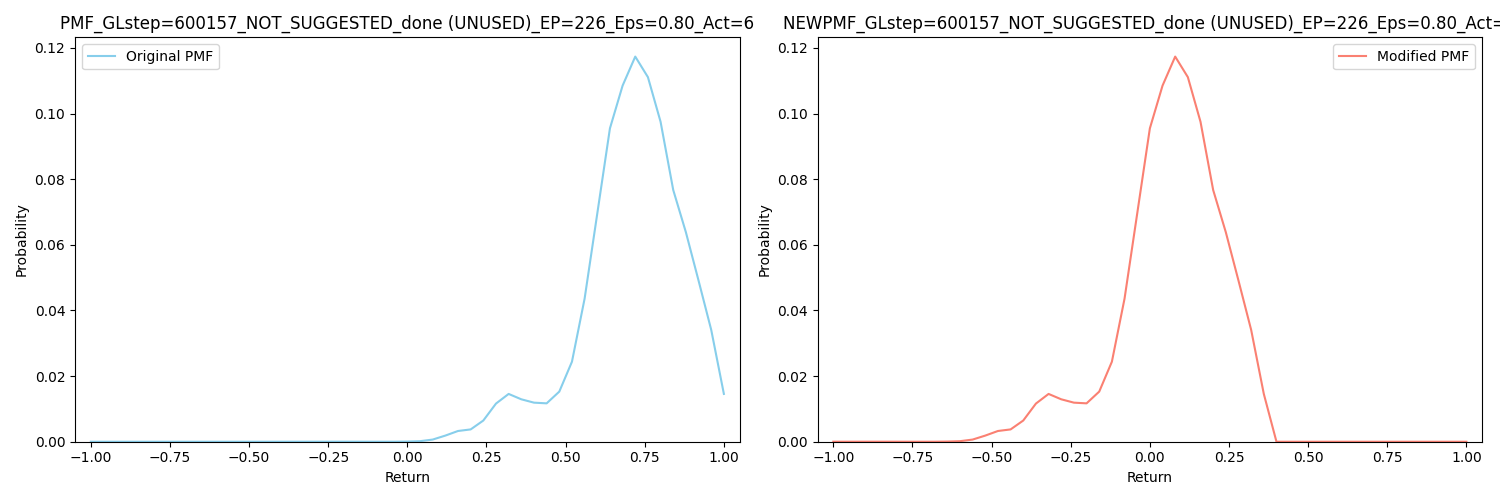 PMF_GLstep=600157_NOT_SUGGESTED_done (UNUSED)_EP=226_Eps=0.80_Act=6
Original PMF
Probability
0.12
0.10
0.08
0.06
0.04
0.02
0.00
−1.00 −0.75 −0.50 −0.25 0.00 0.25 0.50 0.75 1.00
Return
NEWPMF_GLstep=600157_NOT_SUGGESTED_done (UNUSED)_EP=226_Eps=0.80_Act=
Modified PMF
Probability
0.12
0.10
0.08
0.06
0.04
0.02
0.00
−1.00 −0.75 −0.50 −0.25 0.00 0.25 0.50 0.75 1.00
Return